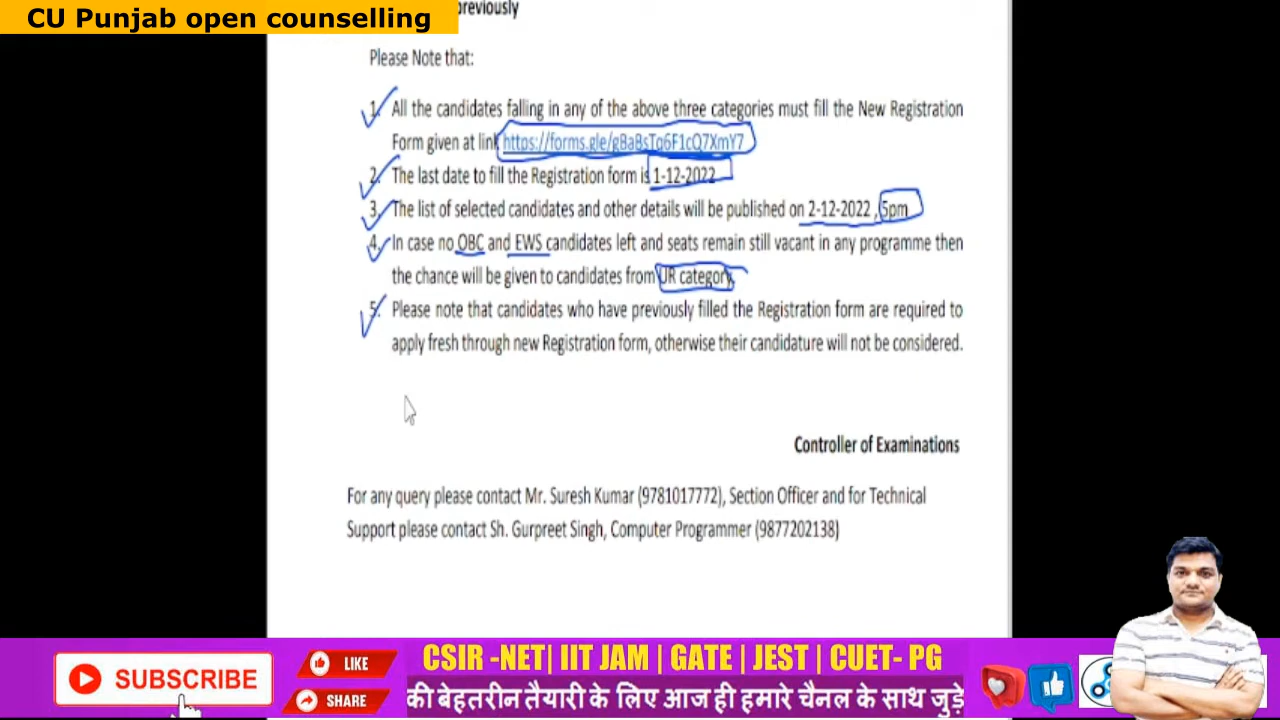 CU Punjab open counselling
previously
Please Note that:
1. All the candidates falling in any of the above three categories must fill the New Registration
Form given at link https://forms.gle/gBaBsTq6F1cQ7XmY7
2. The last date to fill the Registration form is 1-12-2022
3. The list of selected candidates and other details will be published on 2-12-2022 , 5pm
4. In case no OBC and EWS candidates left and seats remain still vacant in any programme then
the chance will be given to candidates from UR category.
5. Please note that candidates who have previously filled the Registration form are required to
apply fresh through new Registration form, otherwise their candidature will not be considered.
Controller of Examinations
For any query please contact Mr. Suresh Kumar (9781017772), Section Officer and for Technical
Support please contact Sh. Gurpreet Singh, Computer Programmer (9877202138)
SUBSCRIBE
LIKE
SHARE
CSIR -NET| IIT JAM | GATE | JEST | CUET- PG
की बेहतरीन तैयारी के लिए आज ही हमारे चैनल के साथ जुड़े